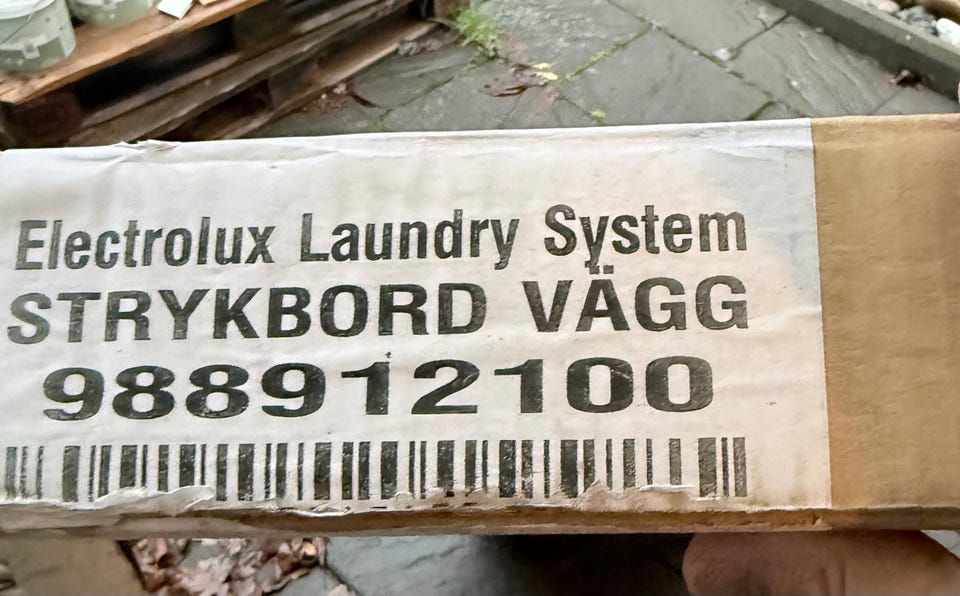 Electrolux Laundry System
STRYKBORD VÄGG
988912100